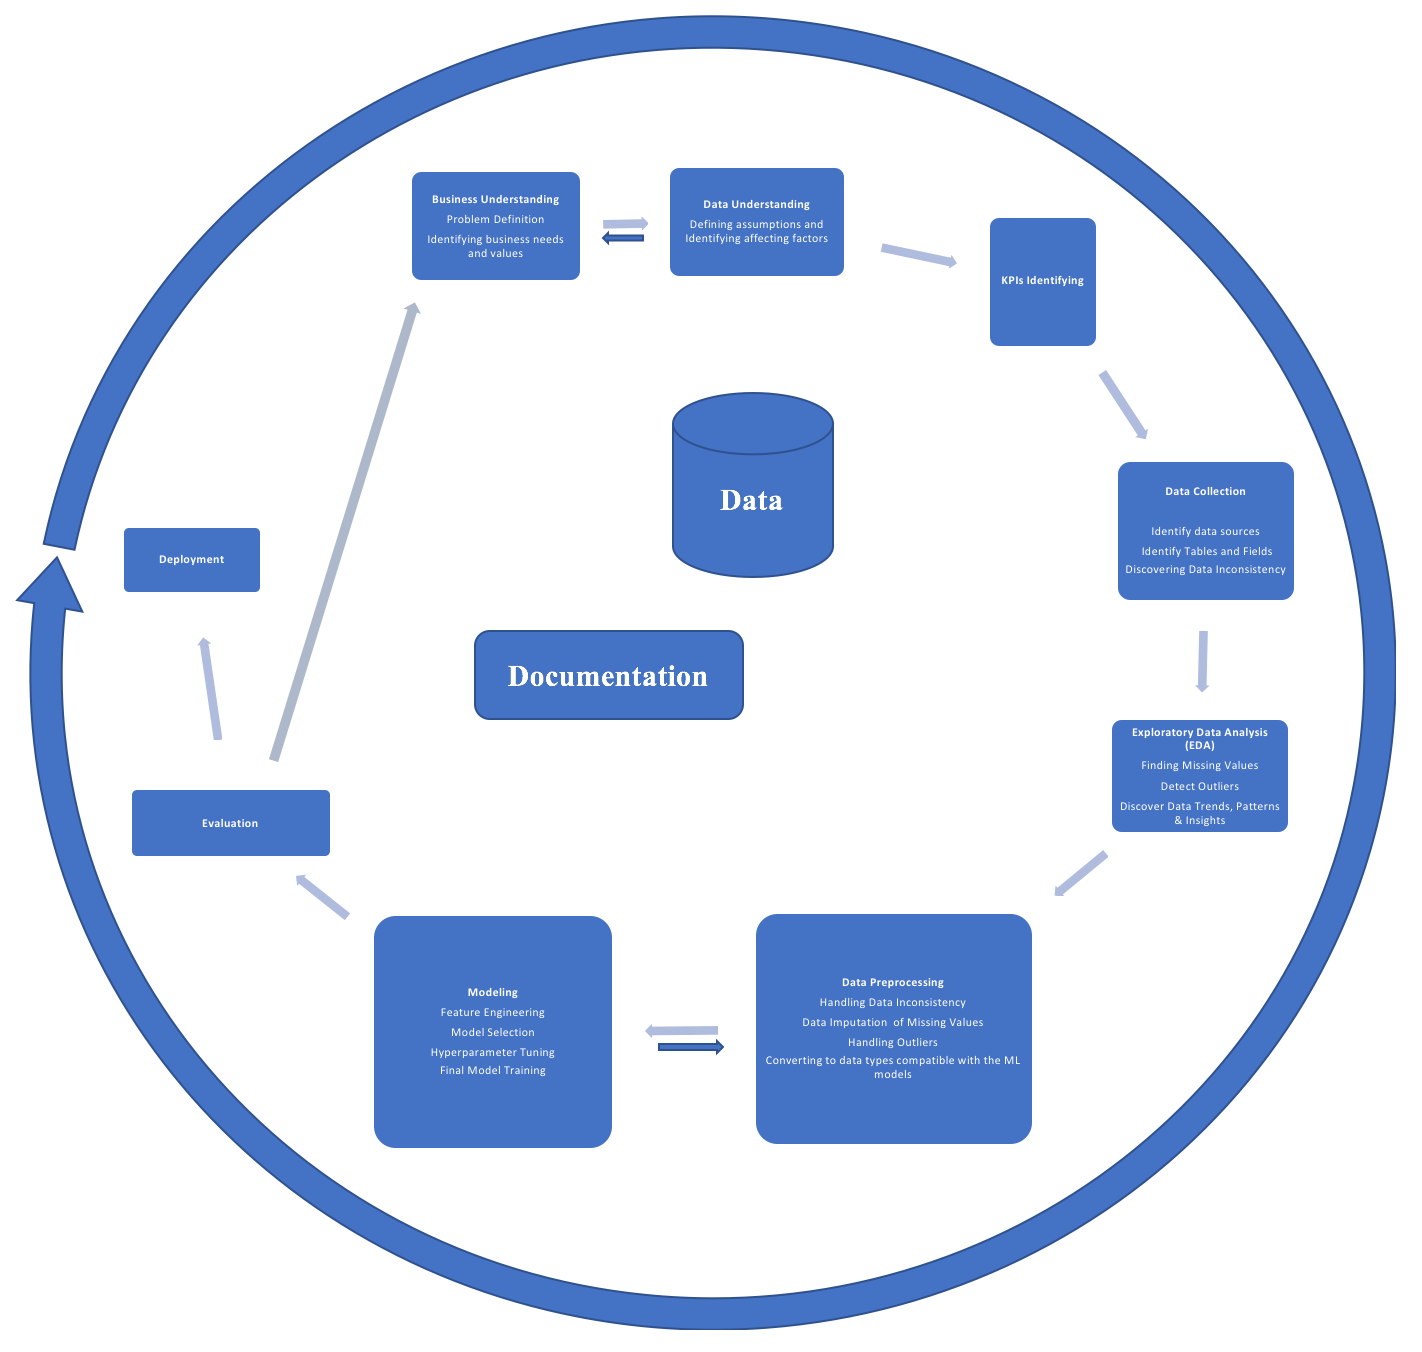 Business Understanding
Problem Definition
Identifying business needs
and values
Data Understanding
Defining assumptions and
Identifying affecting factors
KPIs Identifying
Data Collection
Identify data sources
Identify Tables and Fields
Discovering Data Inconsistency
Exploratory Data Analysis
(EDA)
Finding Missing Values
Detect Outliers
Discover Data Trends, Patterns
& Insights
Data Preprocessing
Handling Data Inconsistency
Data Imputation of Missing Values
Handling Outliers
Converting to data types compatible with the ML
models
Modeling
Feature Engineering
Model Selection
Hyperparameter Tuning
Final Model Training
Evaluation
Deployment
Data
Documentation